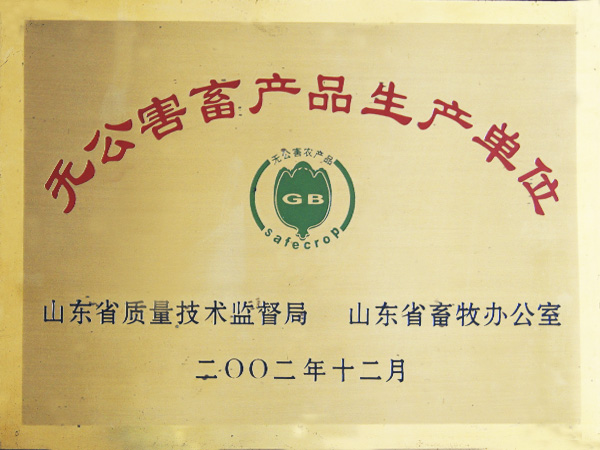 无公害畜产品生产单位
无公害农产品
GB
safecrop
山东省质量技术监督局 山东省畜牧办公室
二〇〇二年十二月